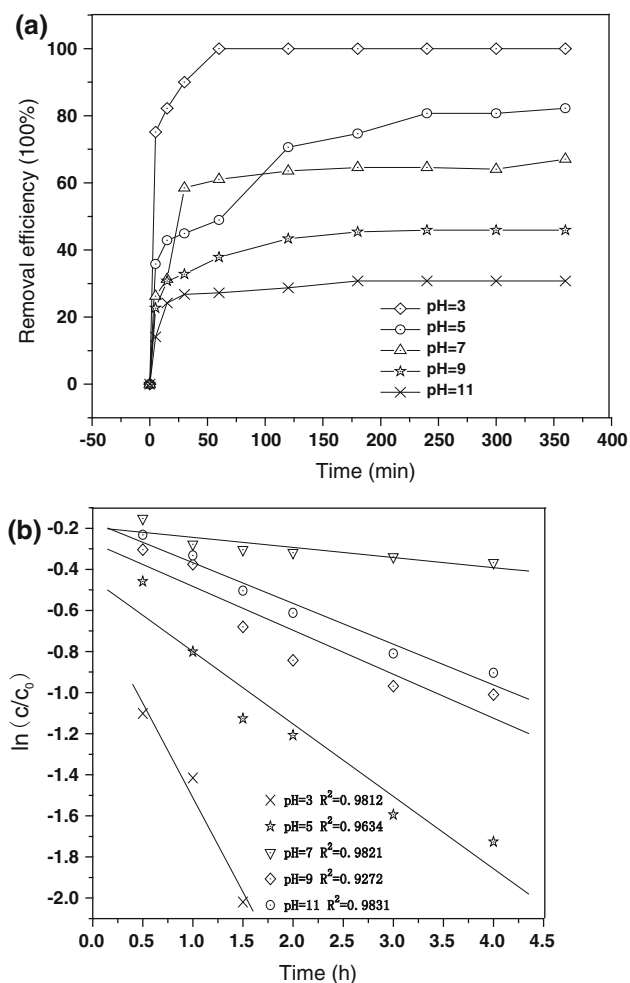 (a)
Removal efficiency (100%)
100
80
60
40
20
0
pH=3
pH=5
pH=7
pH=9
pH=11
-50 0 50 100 150 200 250 300 350 400
Time (min)
(b)
ln (c/c₀)
-0.2
-0.4
-0.6
-0.8
-1.0
-1.2
-1.4
-1.6
-1.8
-2.0
pH=3 R²=0.9812
pH=5 R²=0.9634
pH=7 R²=0.9821
pH=9 R²=0.9272
pH=11 R²=0.9831
0.0 0.5 1.0 1.5 2.0 2.5 3.0 3.5 4.0 4.5
Time (h)